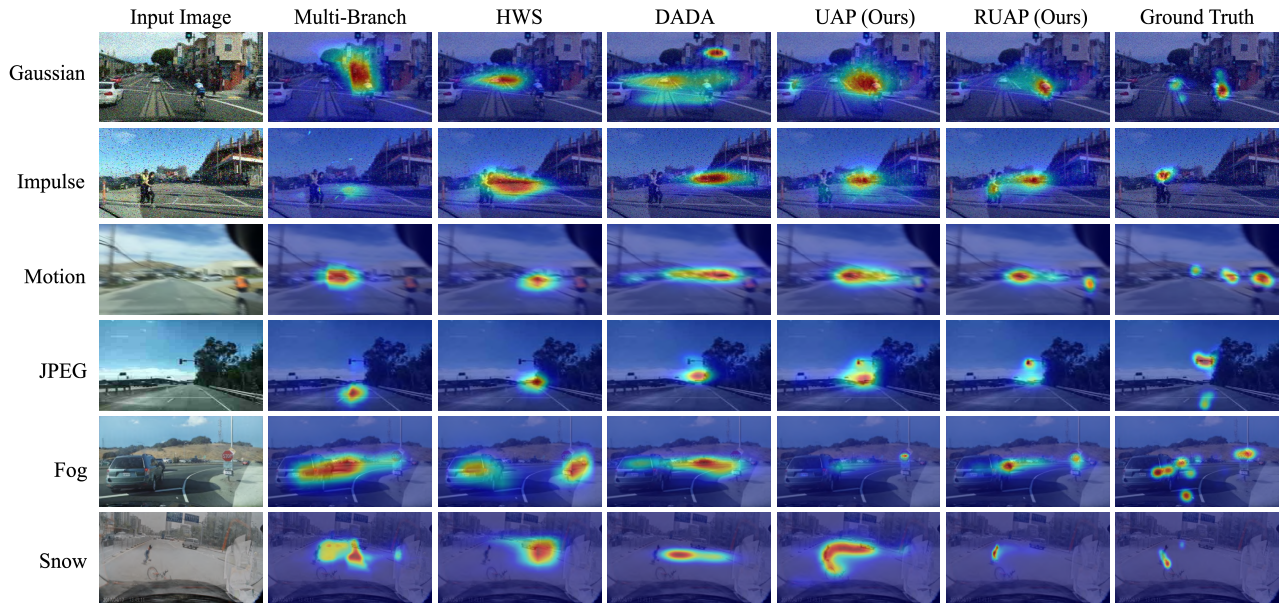 Input Image Multi-Branch HWS DADA UAP (Ours) RUAP (Ours) Ground Truth
Gaussian
Impulse
Motion
JPEG
Fog
Snow